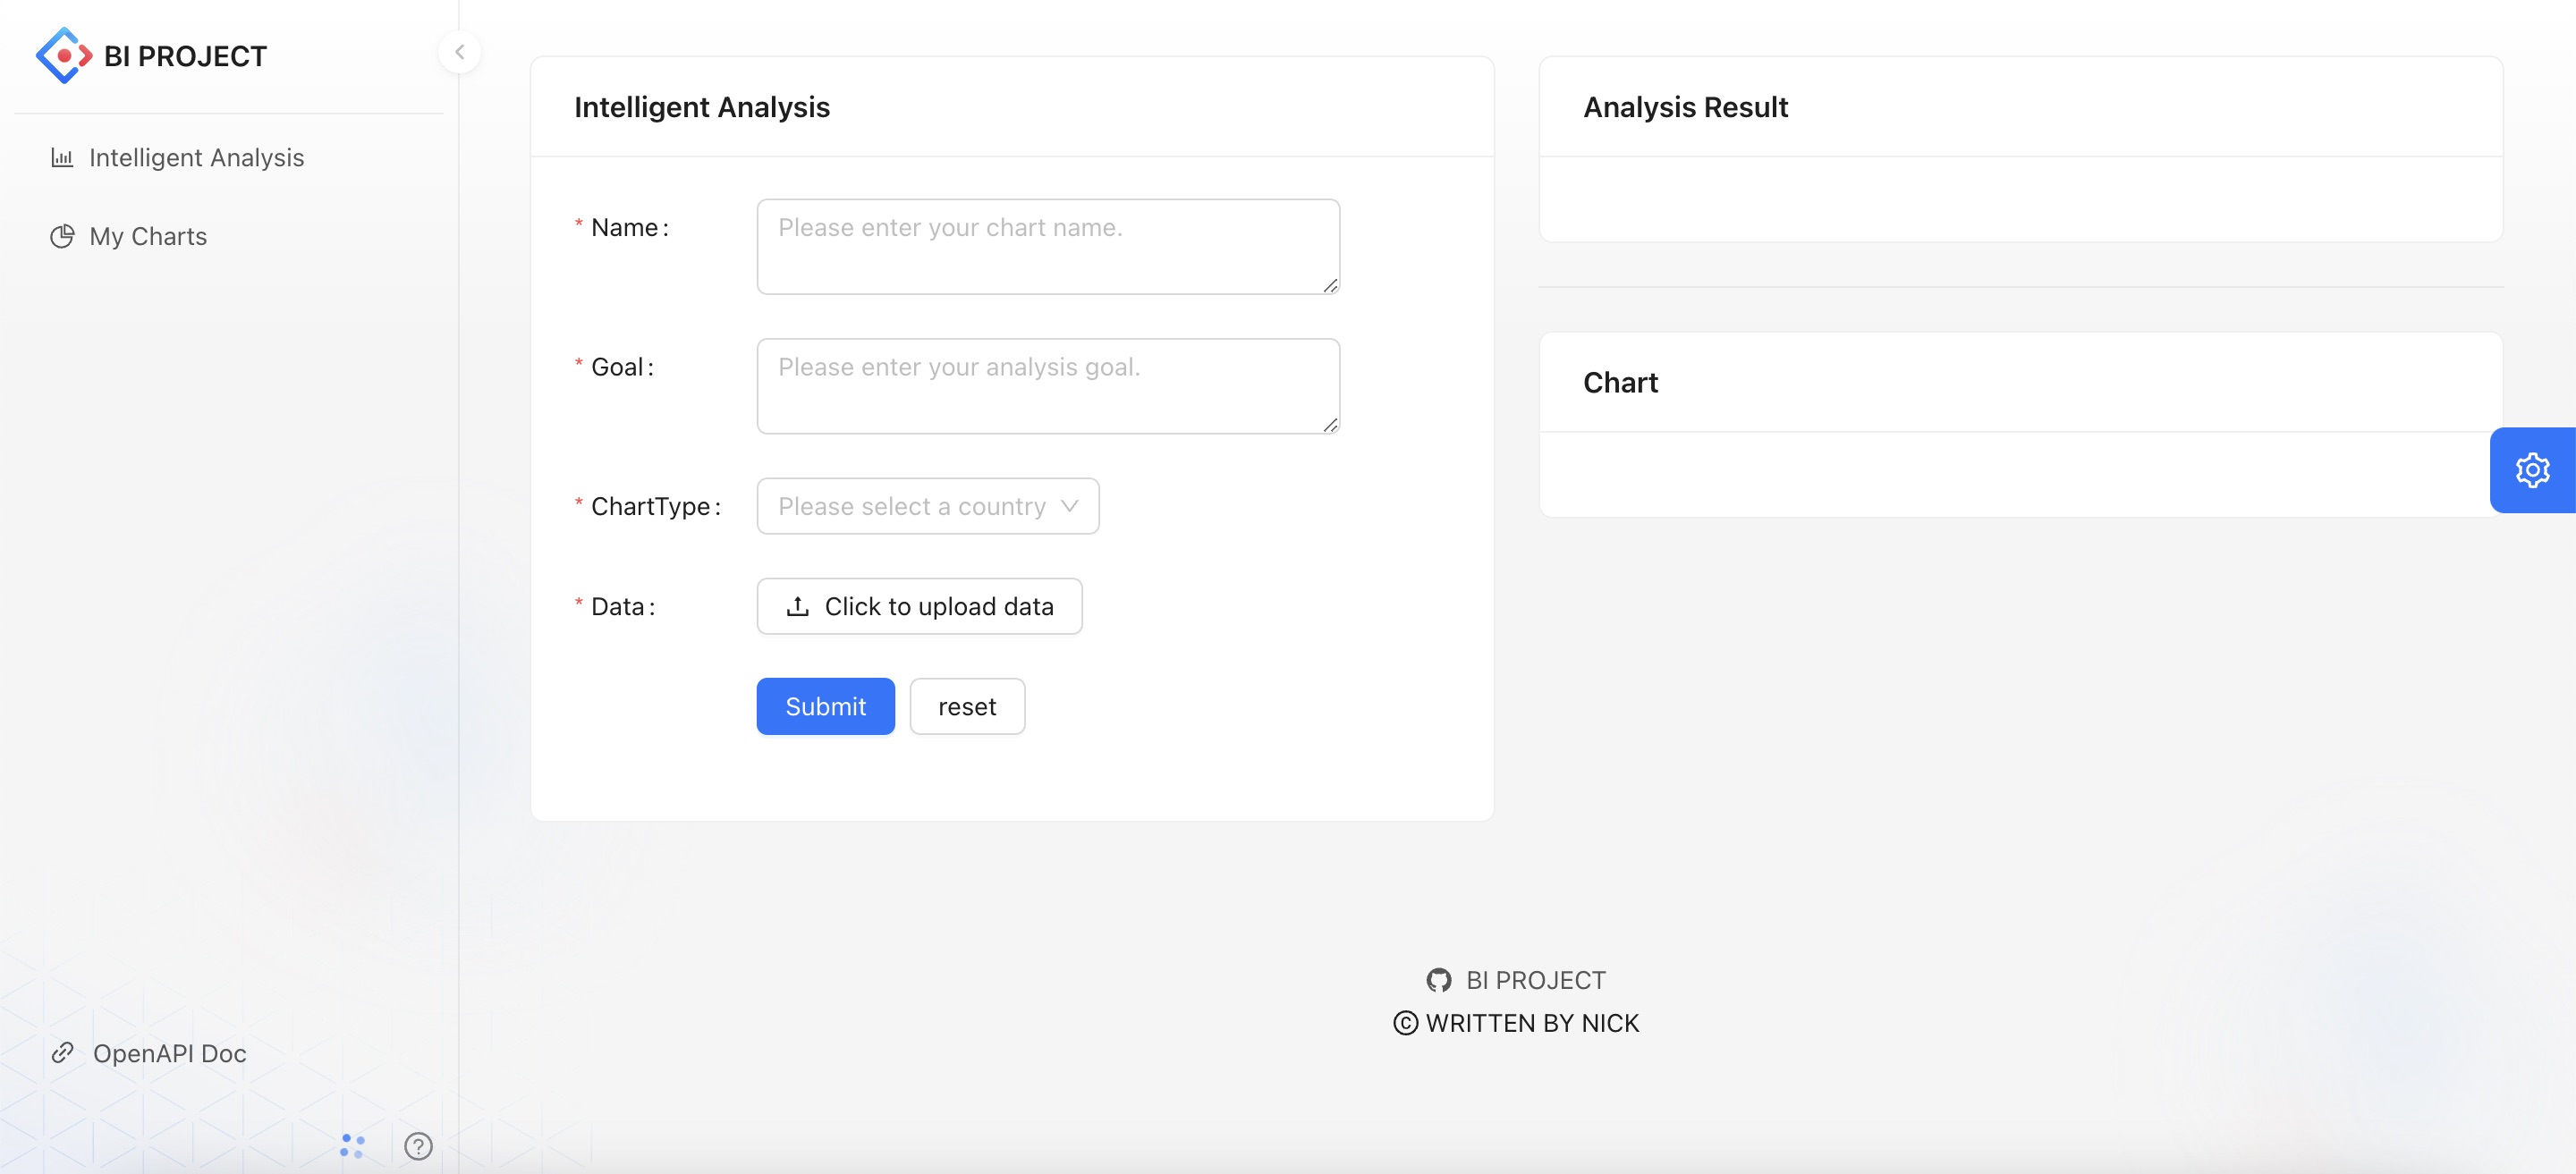 BI PROJECT
Intelligent Analysis
My Charts
OpenAPI Doc
Intelligent Analysis
* Name:
Please enter your chart name.
* Goal:
Please enter your analysis goal.
* ChartType:
Please select a country
* Data:
Click to upload data
Submit
reset
Analysis Result
Chart
BI PROJECT
© WRITTEN BY NICK